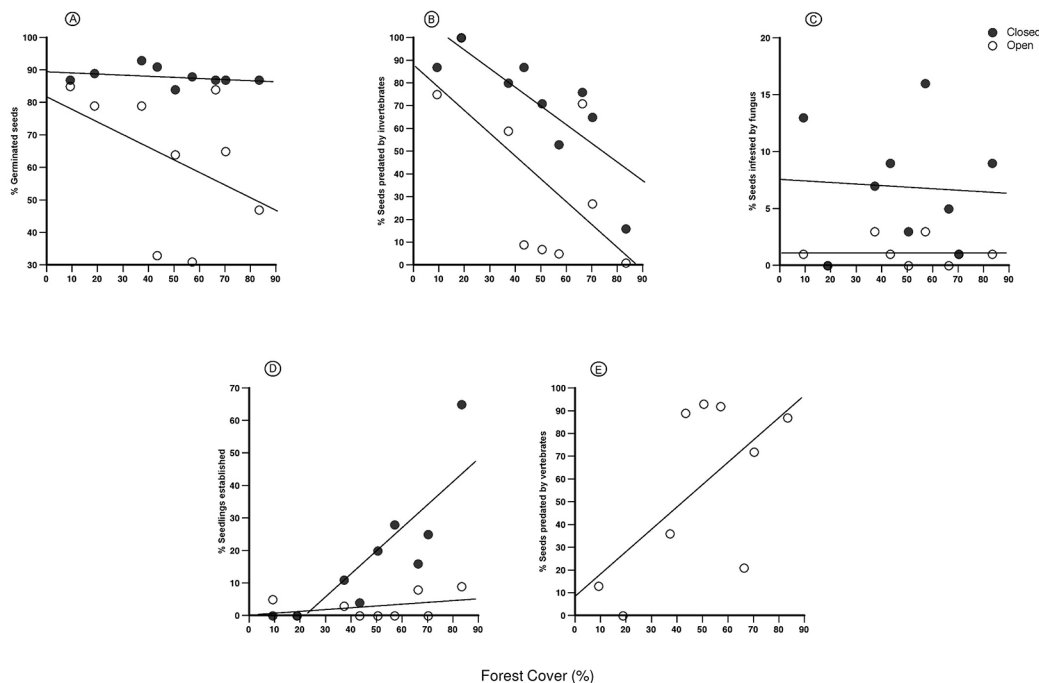 A
% Germinated seeds
100
90
80
70
60
50
40
30
0 10 20 30 40 50 60 70 80 90
B
% Seeds predated by invertebrates
100
90
80
70
60
50
40
30
20
10
0
0 10 20 30 40 50 60 70 80 90
C
Closed
Open
% Seeds infested by fungus
20
15
10
5
0
0 10 20 30 40 50 60 70 80 90
D
% Seedlings established
70
60
50
40
30
20
10
0
0 10 20 30 40 50 60 70 80 90
E
% Seeds predated by vertebrates
100
90
80
70
60
50
40
30
20
10
0
0 10 20 30 40 50 60 70 80 90
Forest Cover (%)